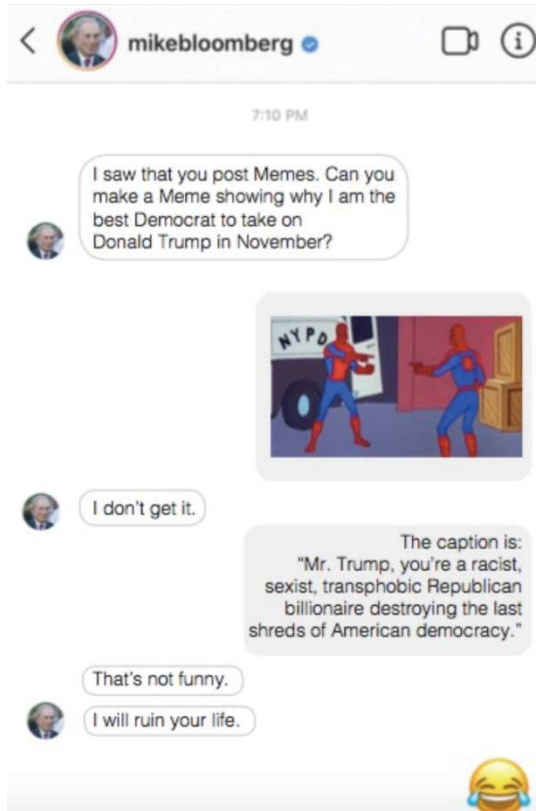 mikebloomberg
7:10 PM
I saw that you post Memes. Can you
make a Meme showing why I am the
best Democrat to take on
Donald Trump in November?
NYPD
I don't get it.
The caption is:
"Mr. Trump, you're a racist,
sexist, transphobic Republican
billionaire destroying the last
shreds of American democracy."
That's not funny.
I will ruin your life.